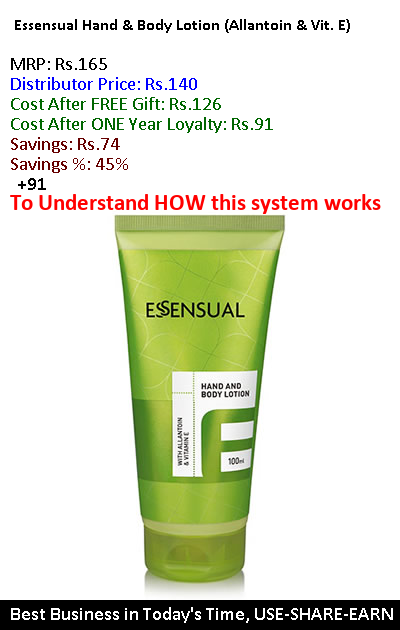 Essensual Hand & Body Lotion (Allantoin & Vit. E)
MRP: Rs.165
Distributor Price: Rs.140
Cost After FREE Gift: Rs.126
Cost After ONE Year Loyalty: Rs.91
Savings: Rs.74
Savings %: 45%
+91
To Understand HOW this system works
ESSENSUAL
HAND AND
BODY LOTION
WITH ALLANTOIN
& VITAMIN E
100ml
Best Business in Today's Time, USE-SHARE-EARN